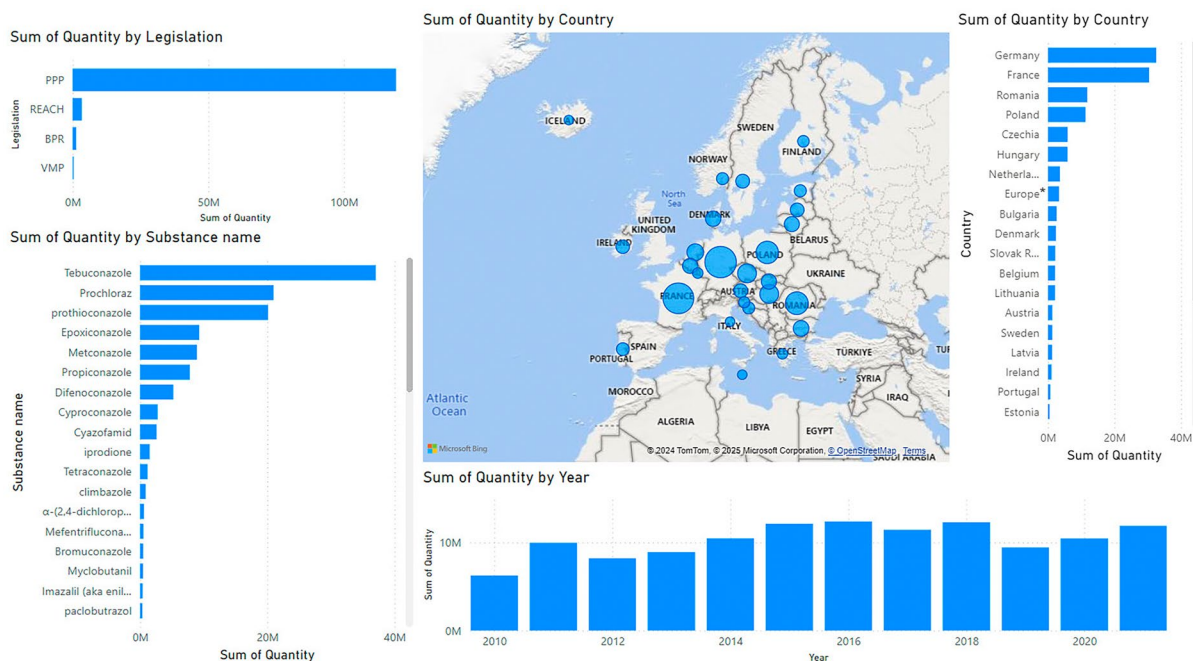 Sum of Quantity by Legislation
Legislation
PPP
REACH
BPR
VMP
0M 50M 100M
Sum of Quantity
Sum of Quantity by Substance name
Substance name
Tebuconazole
Prochloraz
prothioconazole
Epoxiconazole
Metconazole
Propiconazole
Difenoconazole
Cyproconazole
Cyazofamid
iprodione
Tetraconazole
climbazole
α-(2,4-dichlorop...
Mefentriflucona...
Bromuconazole
Myclobutanil
Imazalil (aka enil...
paclobutrazol
0M 20M 40M
Sum of Quantity
Sum of Quantity by Country
ICELAND
SWEDEN
FINLAND
NORWAY
North
Sea
DENMARK
UNITED
KINGDOM
IRELAND
BELARUS
POLAND
UKRAINE
AUSTRIA
FRANCE
ROMANIA
ITALY
SPAIN
PORTUGAL
GREECE
TÜRKIYE
TUR
SYRIA
MOROCCO
IRAQ
Atlantic
Ocean
ALGERIA
LIBYA
EGYPT
SAUDI ARABIA
Microsoft Bing
© 2024 TomTom, © 2025 Microsoft Corporation, © OpenStreetMap Terms
Sum of Quantity by Country
Country
Germany
France
Romania
Poland
Czechia
Hungary
Netherla...
Europe*
Bulgaria
Denmark
Slovak R...
Belgium
Lithuania
Austria
Sweden
Latvia
Ireland
Portugal
Estonia
0M 20M 40M
Sum of Quantity
Sum of Quantity by Year
Sum of Quantity
10M
0M
2010 2012 2014 2016 2018 2020
Year